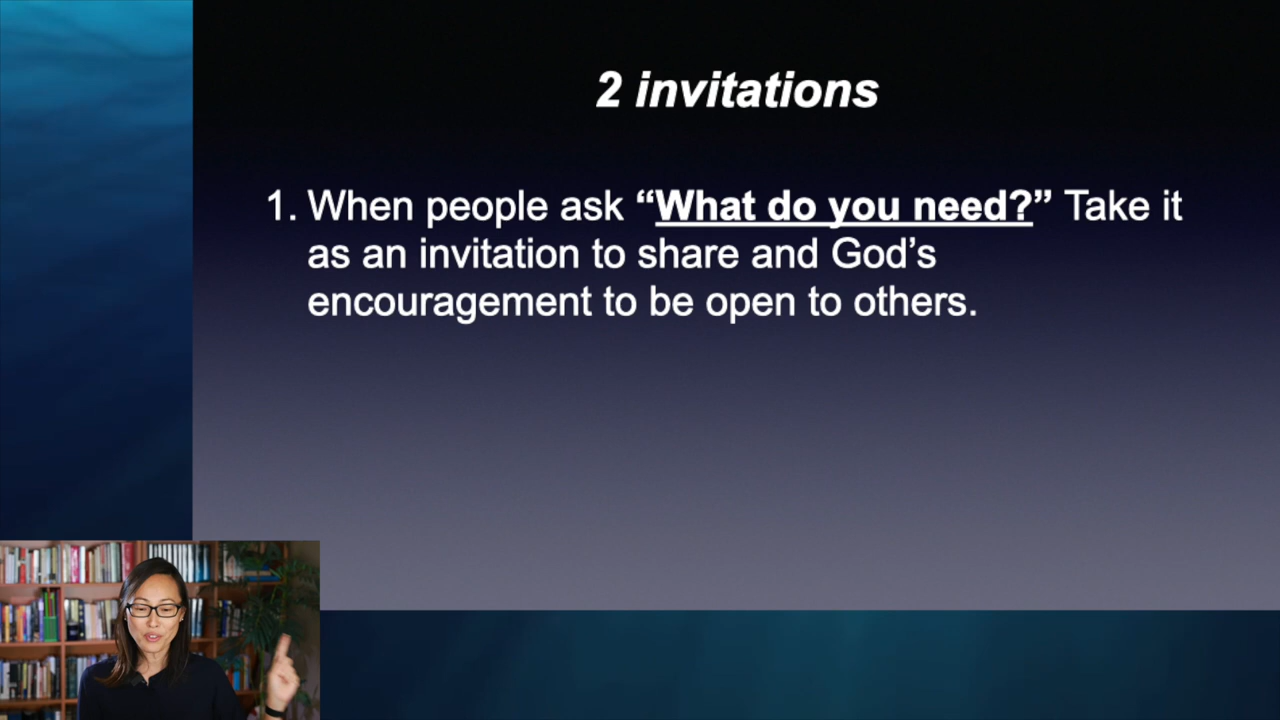 2 invitations
1. When people ask “What do you need?” Take it
as an invitation to share and God’s
encouragement to be open to others.